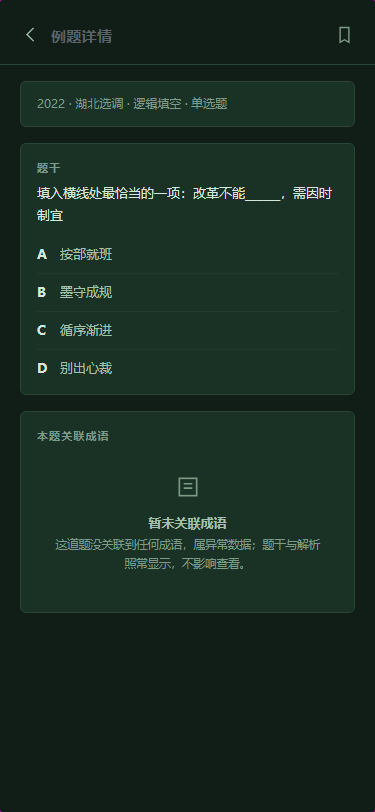 例题详情
2022 · 湖北选调 · 逻辑填空 · 单选题
题干
填入横线处最恰当的一项：改革不能_____，需因时
制宜
A 按部就班
B 墨守成规
C 循序渐进
D 别出心裁
本题关联成语
暂未关联成语
这道题没关联到任何成语，属异常数据；题干与解析
照常显示，不影响查看。